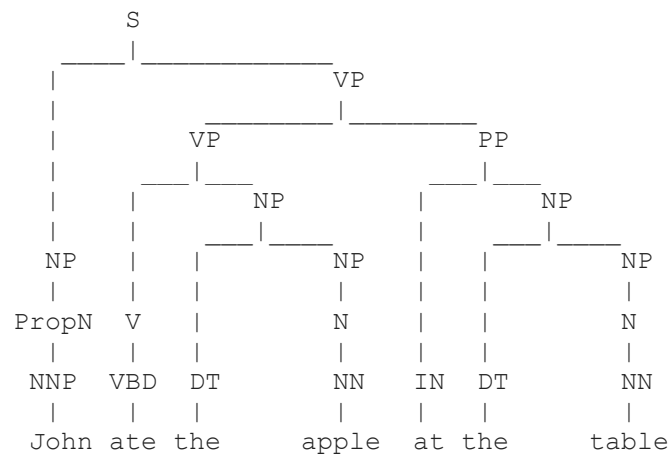 S
VP
VP PP
NP NP
NP NP NP
PropN V N N
NNP VBD DT NN IN DT NN
John ate the apple at the table